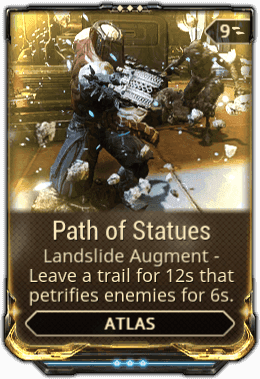 9-
Path of Statues
Landslide Augment -
Leave a trail for 12s that
petrifies enemies for 6s.
ATLAS